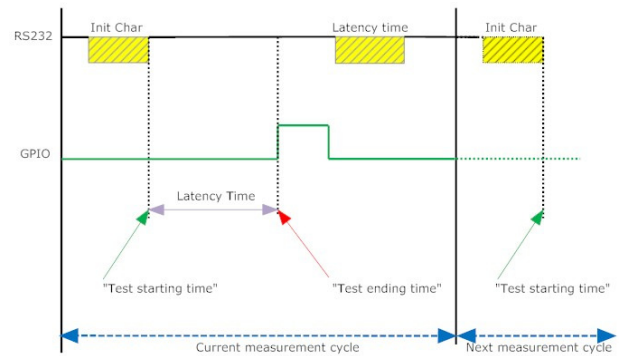 Init Char
Latency time
Init Char
RS232
GPIO
Latency Time
"Test starting time"
"Test ending time"
"Test starting time"
Current measurement cycle
Next measurement cycle